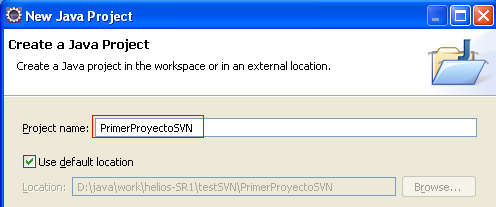 New Java Project
Create a Java Project
Create a Java project in the workspace or in an external location.
Project name: PrimerProyectoSVN
Use default location
Location: D:\java\work\helios-SR1\testSVN\PrimerProyectoSVN Browse...